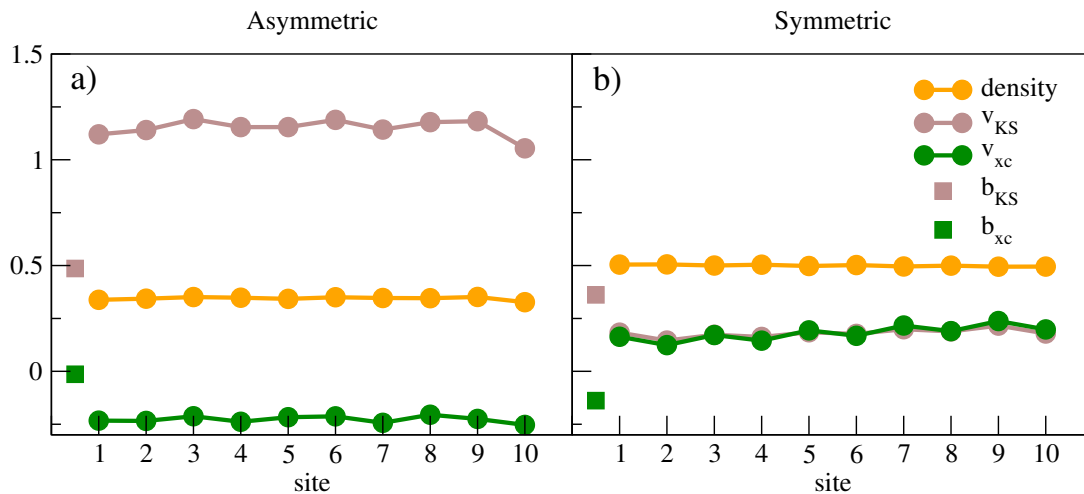 Asymmetric
Symmetric
1.5
1
0.5
0
a)
b)
density
v_KS
v_xc
b_KS
b_xc
1 2 3 4 5 6 7 8 9 10
1 2 3 4 5 6 7 8 9 10
site
site